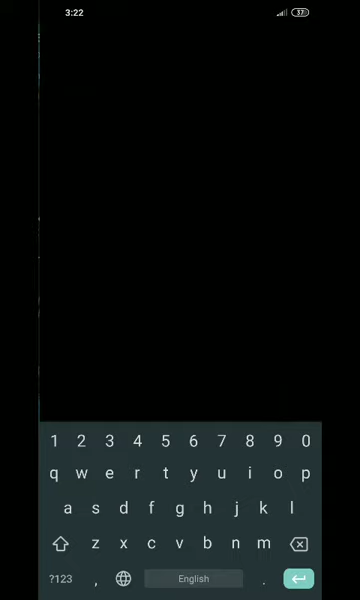 3:22 37
1 2 3 4 5 6 7 8 9 0
q w e r t y u i o p
a s d f g h j k l
z x c v b n m
?123 , English .